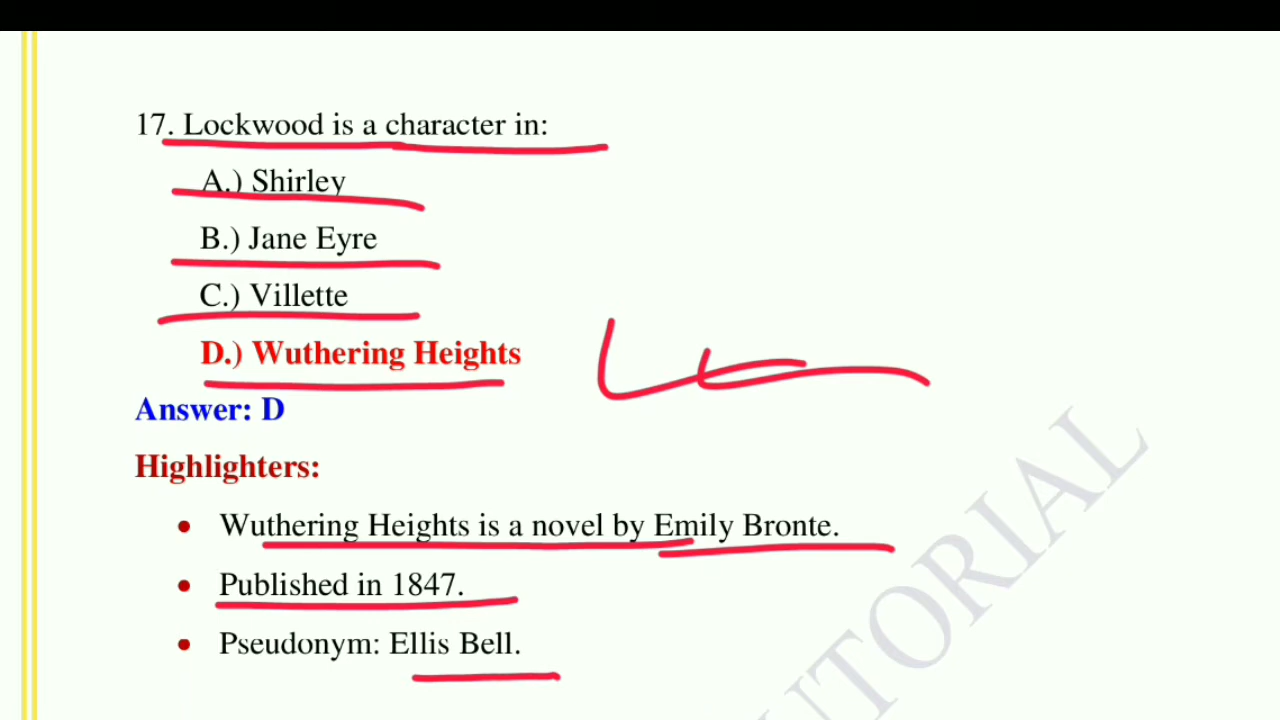 17. Lockwood is a character in:
A.) Shirley
B.) Jane Eyre
C.) Villette
D.) Wuthering Heights
Answer: D
Highlighters:
• Wuthering Heights is a novel by Emily Bronte.
• Published in 1847.
• Pseudonym: Ellis Bell.
UTORIAL